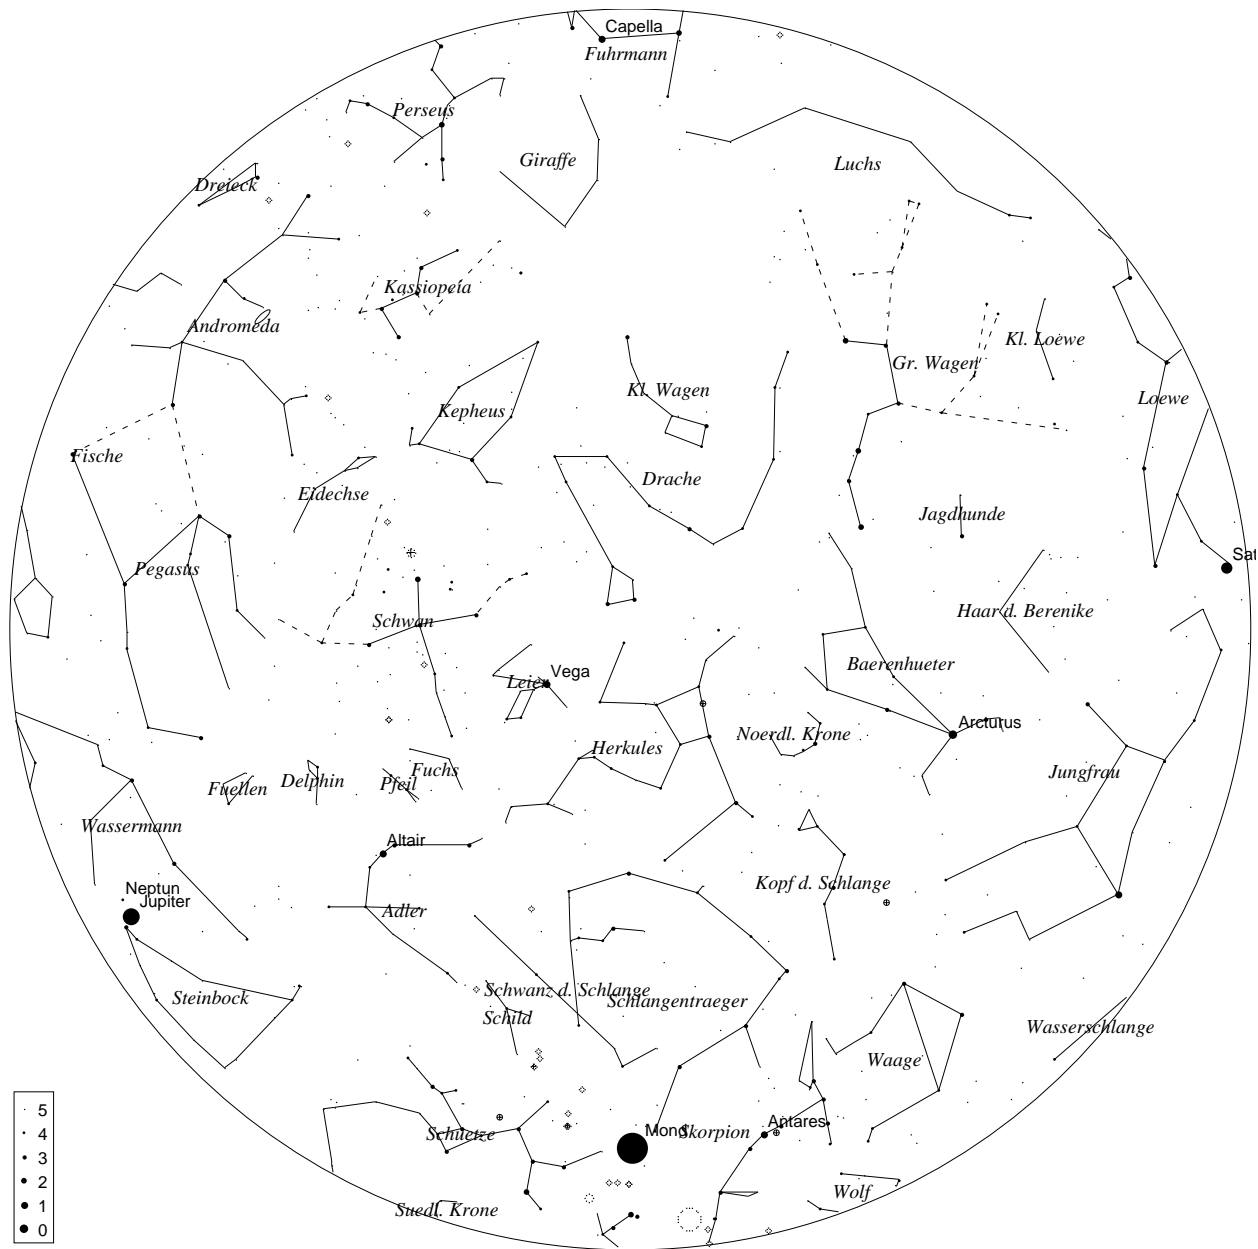 Capella
Fuhrmann
Perseus
Giraffe
Luchs
Dreieck
Kassiopeia
Andromeda
Kl. Loewe
Gr. Wagen
Kl. Wagen
Loewe
Kepheus
Fische
Drache
Eidechse
Jagdhunde
Sat
Pegasus
Haar d. Berenike
Schwan
Baerenhueter
Vega
Leier
Arcturus
Noerdl. Krone
Herkules
Fuchs
Jungfrau
Delphin
Pfeil
Fuellen
Wassermann
Altair
Kopf d. Schlange
Neptun
Jupiter
Adler
Schwanz d. Schlange
Steinbock
Schlangentraeger
Schild
Wasserschlange
Waage
Antares
Mond
Skorpion
Schuetze
Wolf
Suedl. Krone
5
4
3
2
1
0